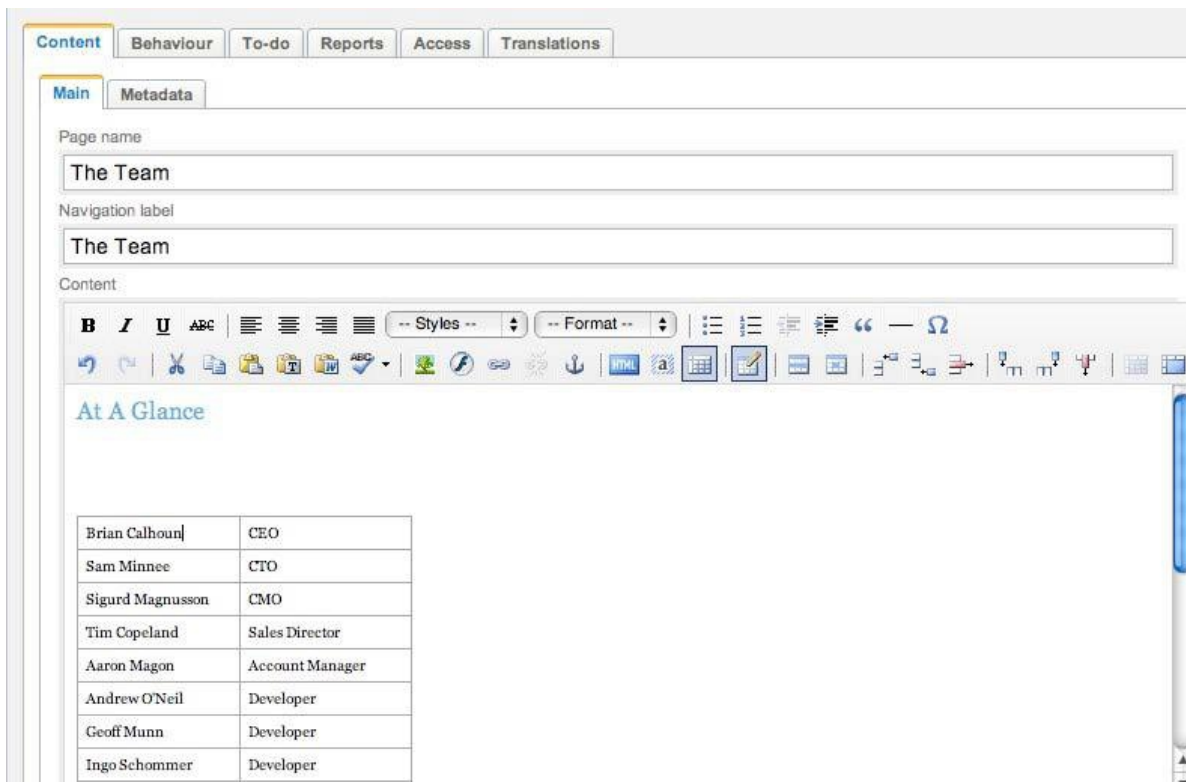 Content Behaviour To-do Reports Access Translations
Main Metadata
Page name
The Team
Navigation label
The Team
Content
B I U ABC -- Styles -- -- Format -- “ — Ω
T W ABC HTML a
At A Glance
Brian Calhoun CEO
Sam Minnee CTO
Sigurd Magnusson CMO
Tim Copeland Sales Director
Aaron Magon Account Manager
Andrew O'Neil Developer
Geoff Munn Developer
Ingo Schommer Developer